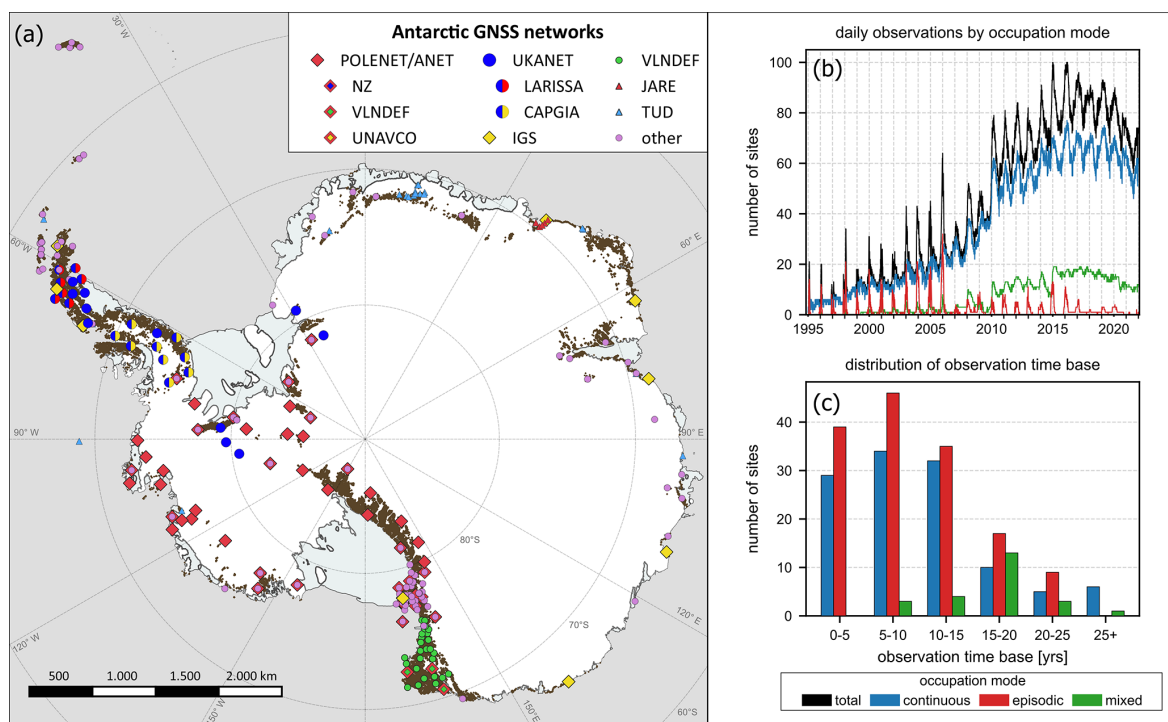 (a)
Antarctic GNSS networks
POLENET/ANET
UKANET
VLNDEF
NZ
LARISSA
JARE
VLNDEF
CAPGIA
TUD
UNAVCO
IGS
other
30° W
60°W
60° E
90° W
90° E
80°S
70°S
120° E
120° W
150°E
60°S
500 1.000 1.500 2.000 km
(b)
daily observations by occupation mode
number of sites
100
80
60
40
20
0
1995 2000 2005 2010 2015 2020
(c)
distribution of observation time base
number of sites
40
30
20
10
0
0-5 5-10 10-15 15-20 20-25 25+
observation time base [yrs]
occupation mode
total continuous episodic mixed